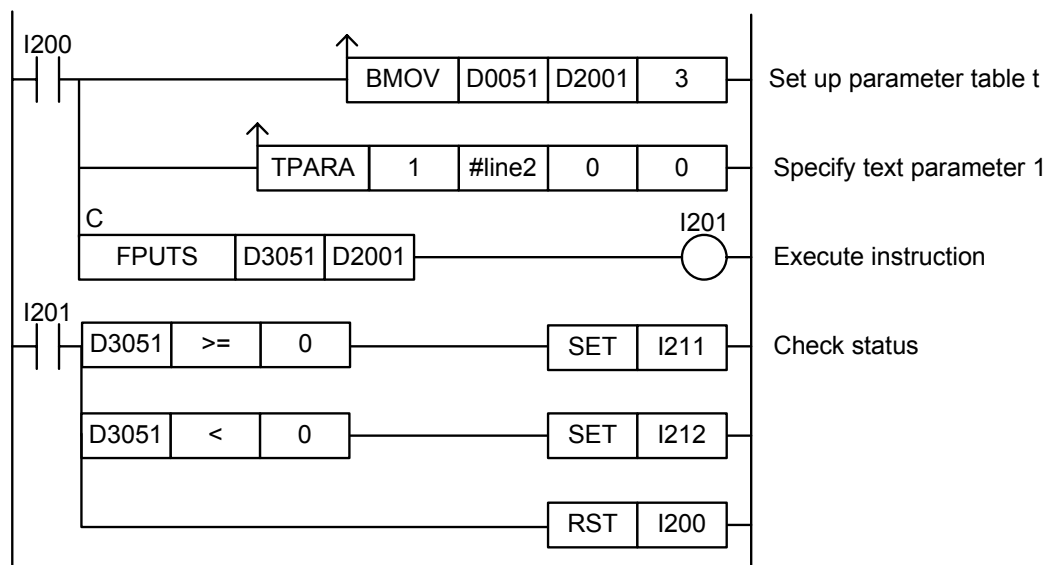 I200
BMOV D0051 D2001 3 Set up parameter table t
TPARA 1 #line2 0 0 Specify text parameter 1
C I201
FPUTS D3051 D2001 Execute instruction
I201
D3051 >= 0 SET I211 Check status
D3051 < 0 SET I212
RST I200